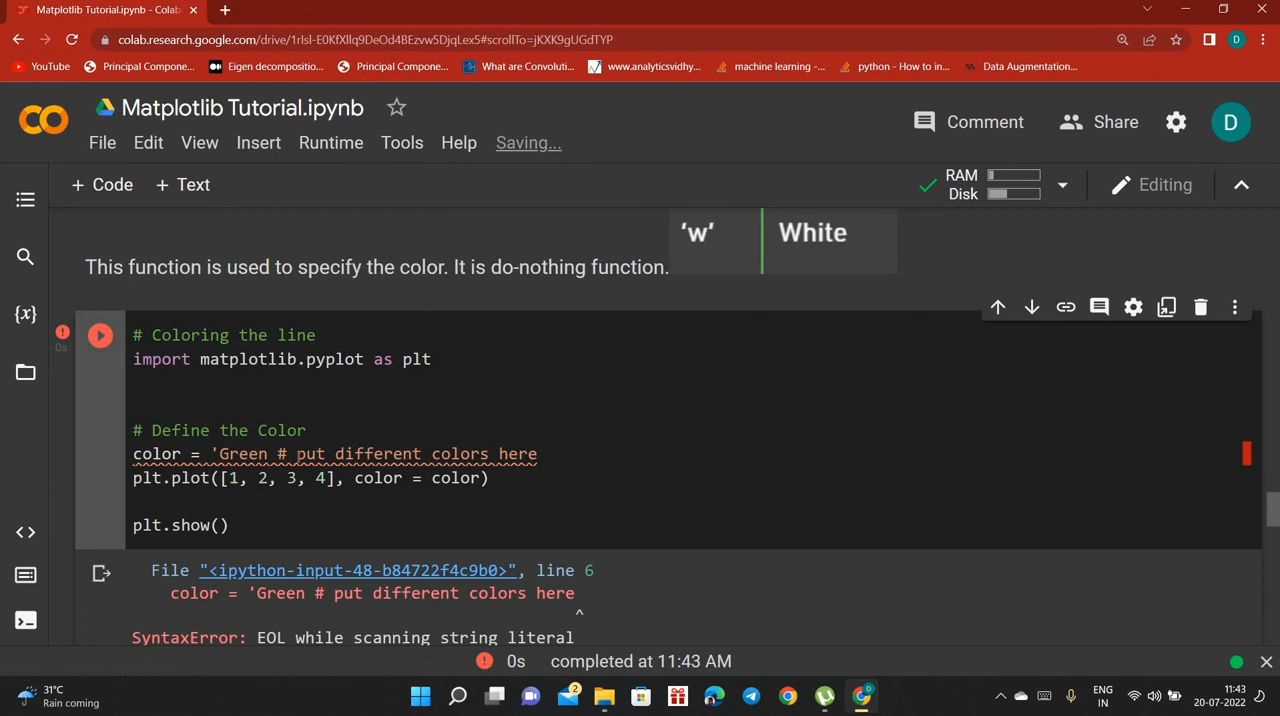 Matplotlib Tutorial.ipynb - Colab
colab.research.google.com/drive/1rIsI-E0KfXllq9DeOd4BEzvw5DjqLex5#scrollTo=jKXK9gUGdTYP
D
YouTube
Principal Compone...
Eigen decompositio...
Principal Compone...
What are Convoluti...
www.analyticsvidhy...
machine learning -...
python - How to in...
Data Augmentation...
Matplotlib Tutorial.ipynb
Comment
Share
D
File Edit View Insert Runtime Tools Help Saving...
+ Code + Text
RAM
Disk
Editing
'w' White
This function is used to specify the color. It is do-nothing function.
{x}
0s
# Coloring the line
import matplotlib.pyplot as plt
# Define the Color
color = 'Green # put different colors here
plt.plot([1, 2, 3, 4], color = color)
plt.show()
File "<ipython-input-48-b84722f4c9b0>", line 6
color = 'Green # put different colors here
^
SyntaxError: EOL while scanning string literal
0s completed at 11:43 AM
31°C
Rain coming
2
D
ENG
IN
11:43
20-07-2022